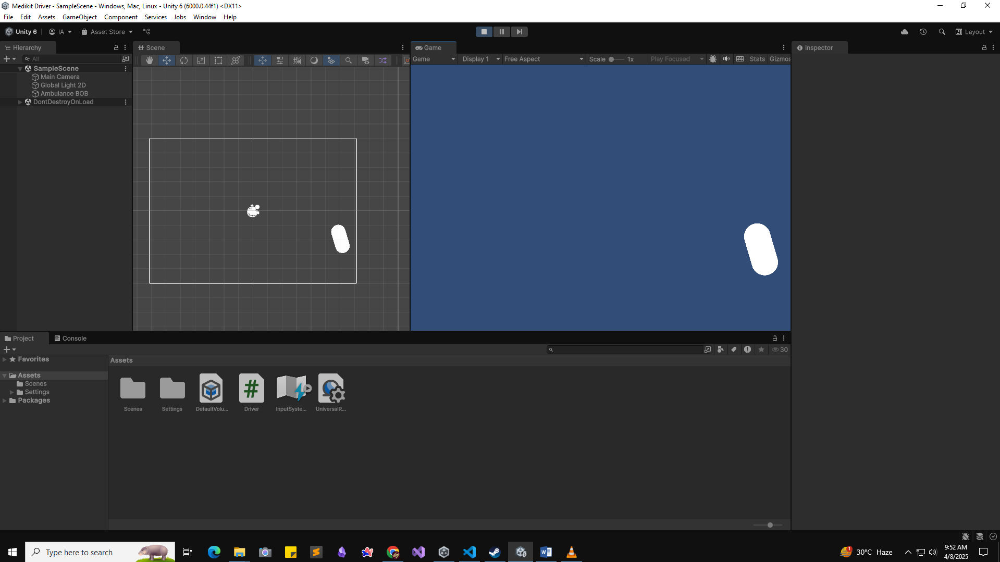 Medikit Driver - SampleScene - Windows, Mac, Linux - Unity 6 (6000.0.44f1) <DX11>
File Edit Assets GameObject Component Services Jobs Window Help
Unity 6 IA Asset Store Layout
Hierarchy Scene Game Inspector
All Game Display 1 Free Aspect Scale 1x Play Focused Stats Gizmos
SampleScene
Main Camera
Global Light 2D
Ambulance BOB
DontDestroyOnLoad
Project Console
30
Favorites
Assets
Assets
Scenes
Settings
Packages
Scenes Settings DefaultVolu... Driver InputSyste... UniversalR...
Type here to search
30°C Haze
9:52 AM
4/8/2025